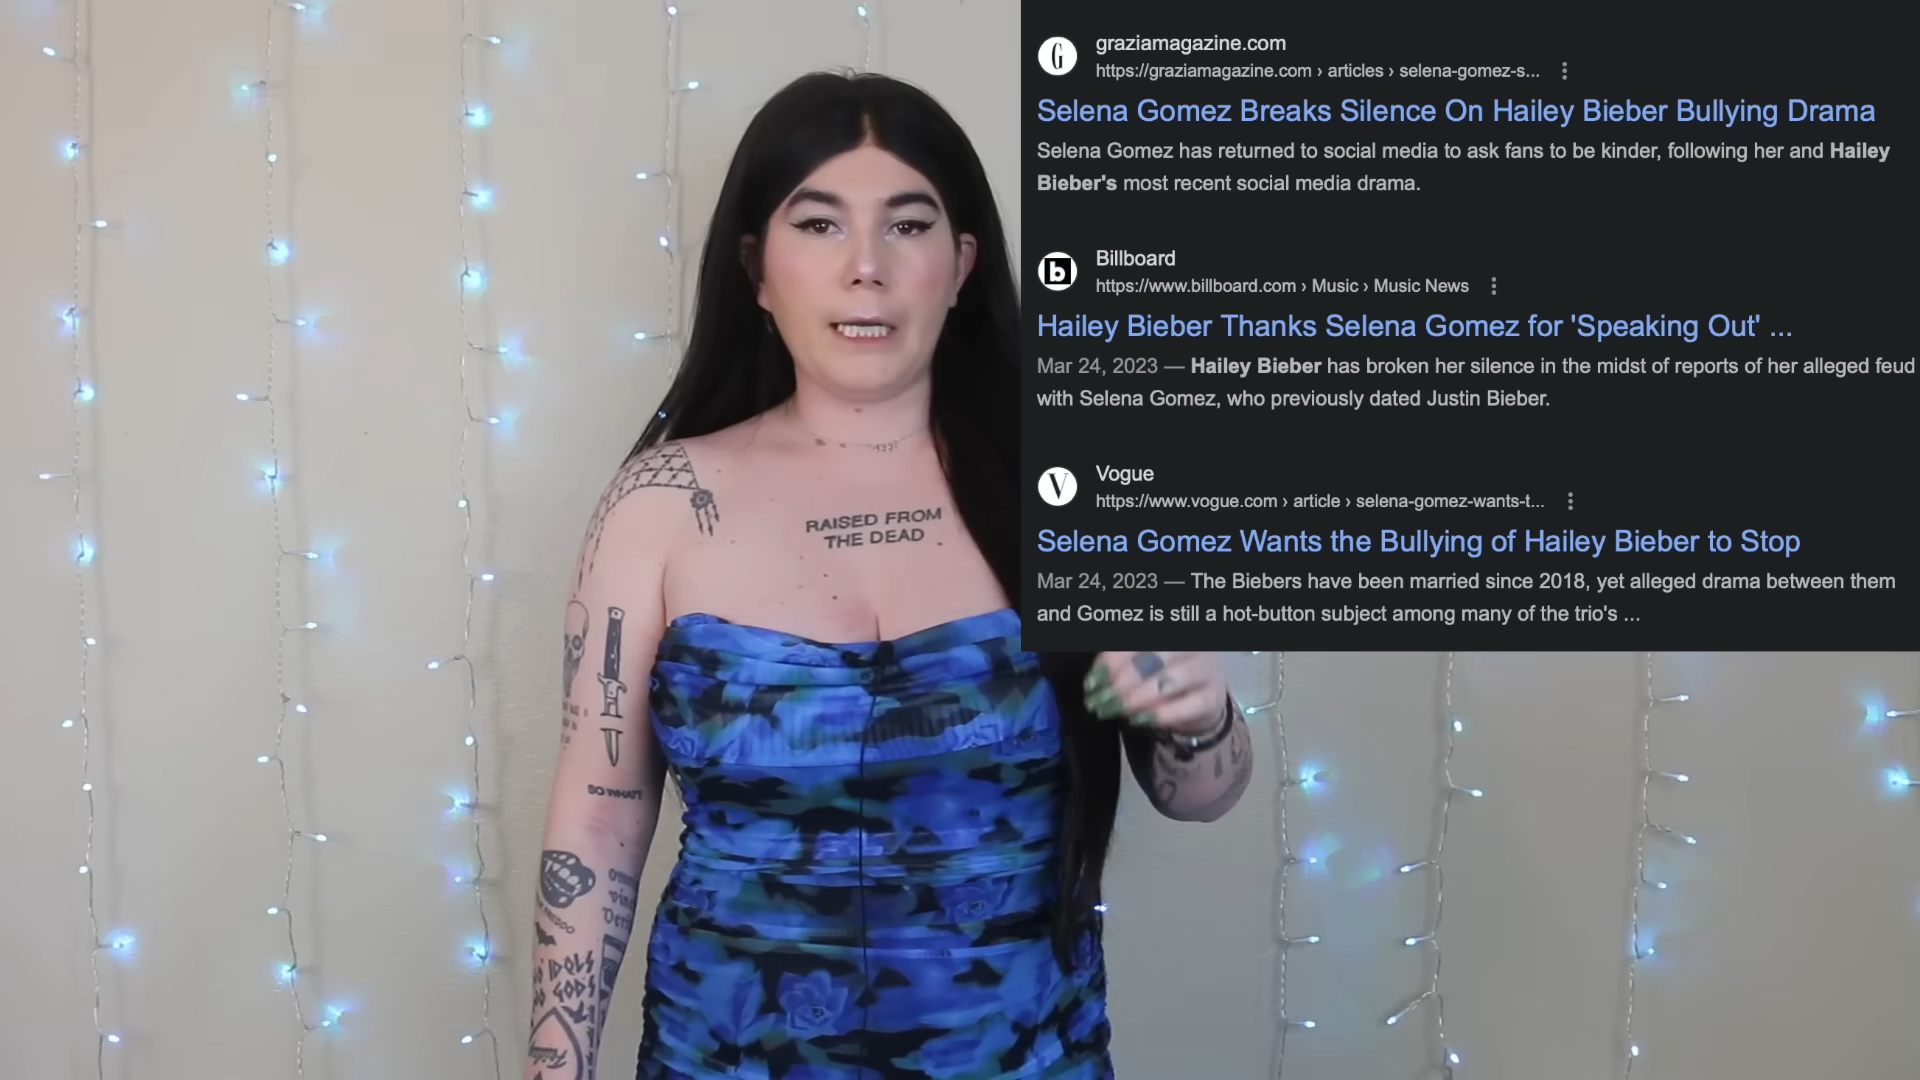 graziamagazine.com
https://graziamagazine.com › articles › selena-gomez-s...
Selena Gomez Breaks Silence On Hailey Bieber Bullying Drama
Selena Gomez has returned to social media to ask fans to be kinder, following her and Hailey
Bieber's most recent social media drama.
b
Billboard
https://www.billboard.com › Music › Music News
Hailey Bieber Thanks Selena Gomez for 'Speaking Out' ...
Mar 24, 2023 — Hailey Bieber has broken her silence in the midst of reports of her alleged feud
with Selena Gomez, who previously dated Justin Bieber.
V
Vogue
https://www.vogue.com › article › selena-gomez-wants-t...
Selena Gomez Wants the Bullying of Hailey Bieber to Stop
Mar 24, 2023 — The Biebers have been married since 2018, yet alleged drama between them
and Gomez is still a hot-button subject among many of the trio's ...
G
RAISED FROM
THE DEAD
SO WHAT?
IDOLS
GODS